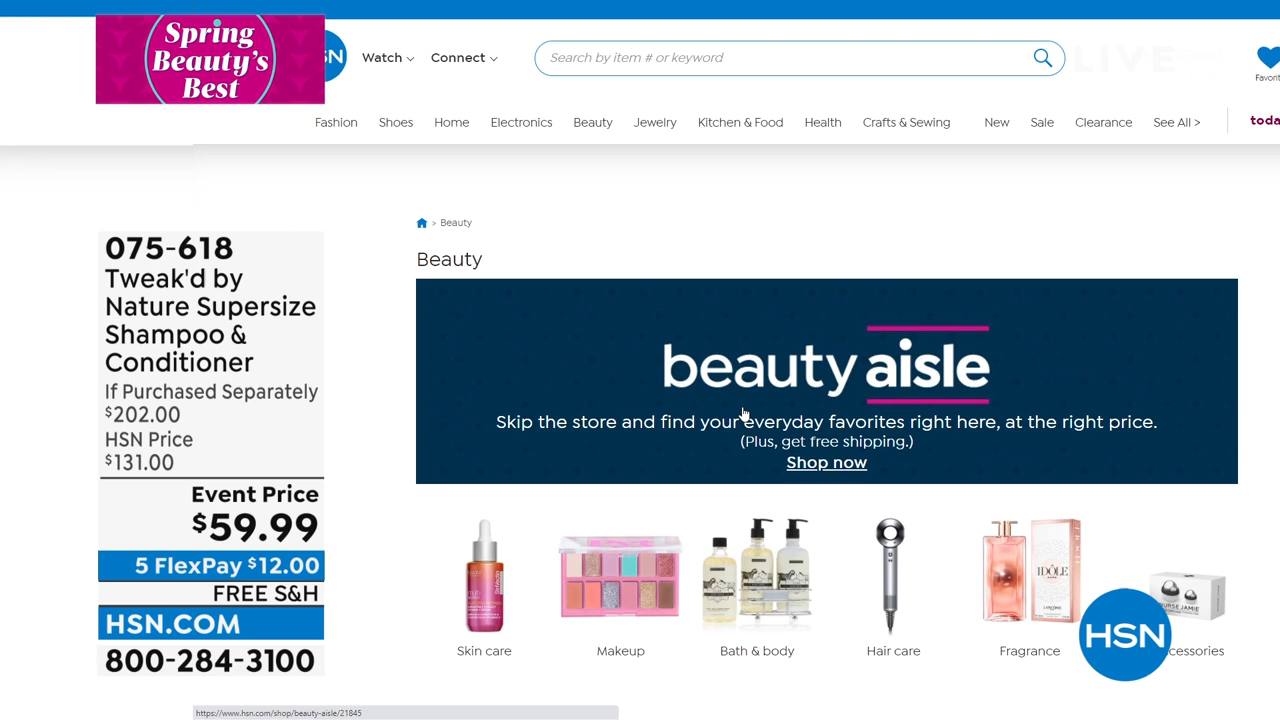 Spring
Beauty's
Best
SN
Watch
Connect
Search by item # or keyword
LIVE
Fashion
Shoes
Home
Electronics
Beauty
Jewelry
Kitchen & Food
Health
Crafts & Sewing
New
Sale
Clearance
See All >
toda
> Beauty
Beauty
beauty aisle
Skip the store and find your everyday favorites right here, at the right price.
(Plus, get free shipping.)
Shop now
075-618
Tweak'd by
Nature Supersize
Shampoo &
Conditioner
If Purchased Separately
$202.00
HSN Price
$131.00
Event Price
$59.99
5 FlexPay $12.00
FREE S&H
HSN.COM
800-284-3100
IDÔLE
LANCÔME
Skin care
Makeup
Bath & body
Hair care
Fragrance
HSN
cessories
https://www.hsn.com/shop/beauty-aisle/21845